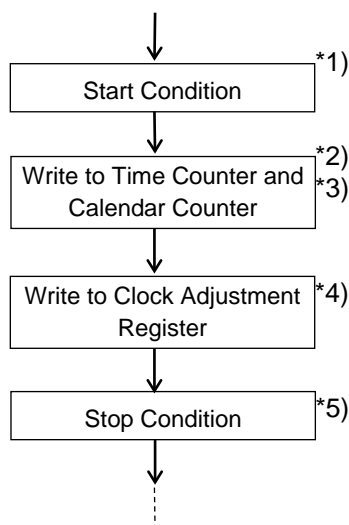 *1)
Start Condition
*2)
Write to Time Counter and
*3)
Calendar Counter
Write to Clock Adjustment
*4)
Register
Stop Condition
*5)